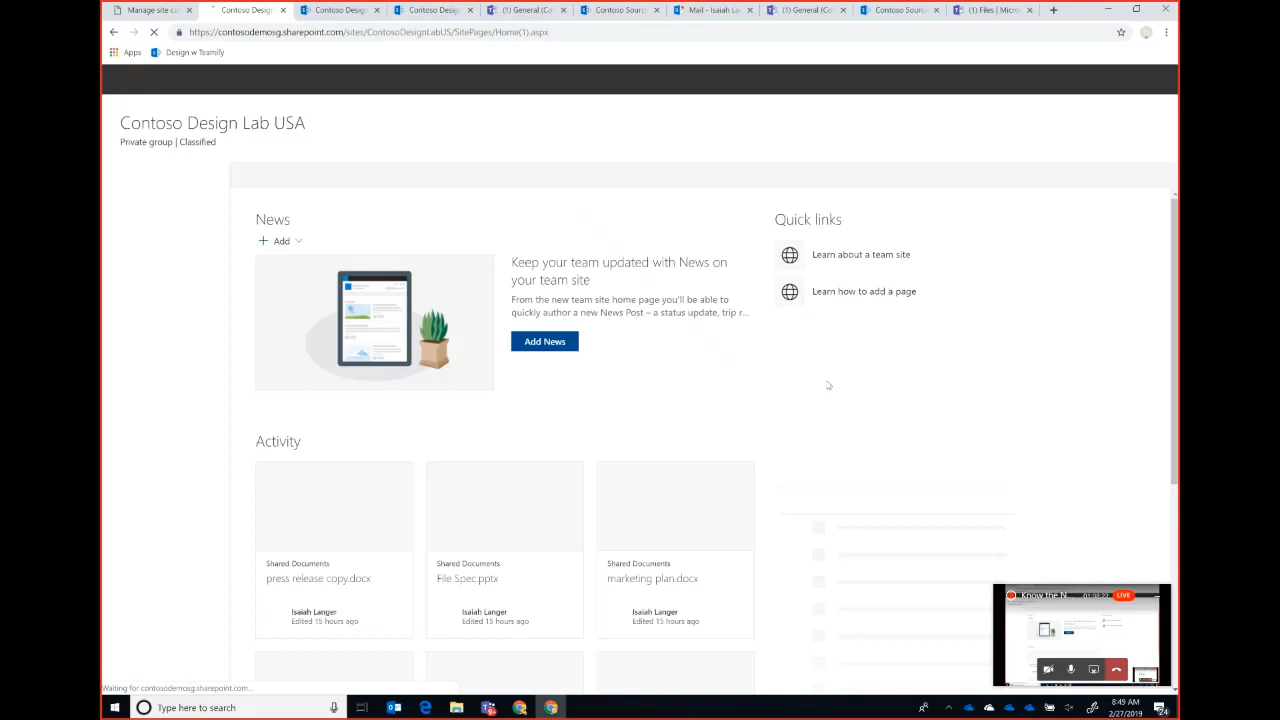 Manage site co
Contoso Design
Contoso Design
Contoso Design
(1) General (Co
Contoso Sourc
Mail - Isaiah La
(1) General (Co
Contoso Sourc
(1) Files | Micro
https://contosodemosg.sharepoint.com/sites/ContosoDesignLabUS/SitePages/Home(1).aspx
Apps
Design w Teamify
Contoso Design Lab USA
Private group | Classified
News
+ Add
Keep your team updated with News on
your team site
From the new team site home page you'll be able to
quickly author a new News Post – a status update, trip r...
Add News
Quick links
Learn about a team site
Learn how to add a page
Activity
Shared Documents
press release copy.docx
Isaiah Langer
Edited 15 hours ago
Shared Documents
File Spec.pptx
Isaiah Langer
Edited 15 hours ago
Shared Documents
marketing plan.docx
Isaiah Langer
Edited 15 hours ago
Know the N...
LIVE
Waiting for contosodemosg.sharepoint.com...
Type here to search
8:49 AM
2/27/2019
24